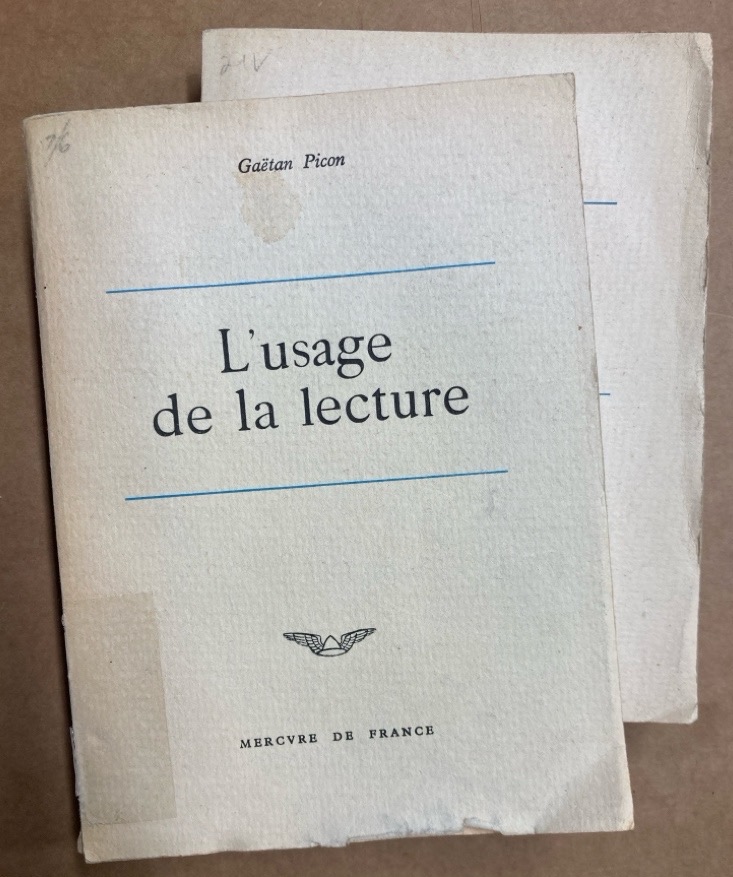 Gaëtan Picon
L'usage
de la lecture
MERCVRE DE FRANCE